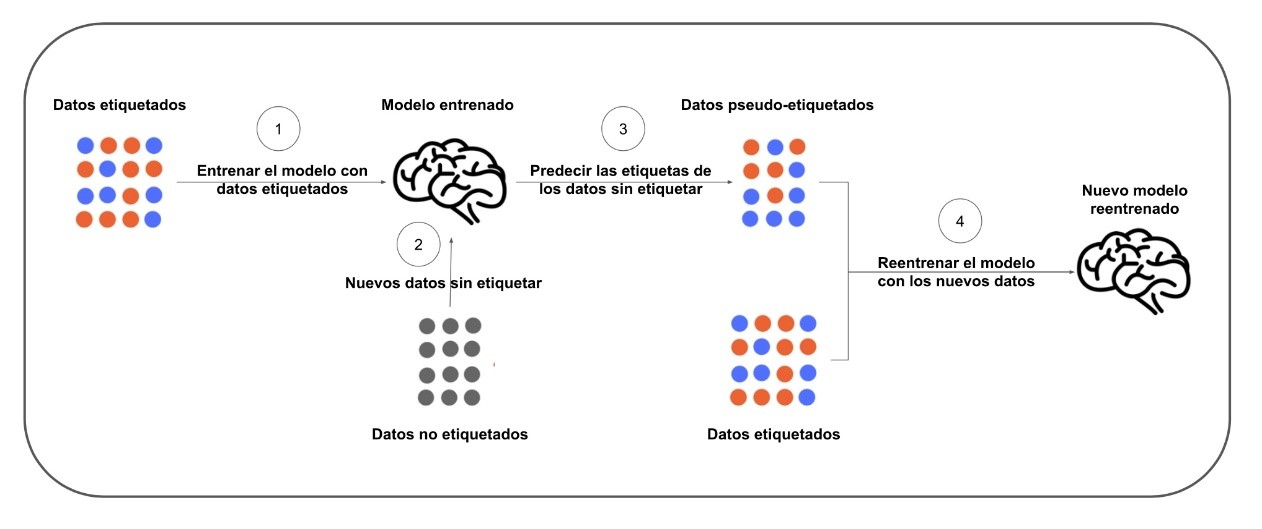 Datos etiquetados
1
Entrenar el modelo con
datos etiquetados
Modelo entrenado
2
Nuevos datos sin etiquetar
Datos no etiquetados
3
Predecir las etiquetas de
los datos sin etiquetar
Datos pseudo-etiquetados
Datos etiquetados
4
Reentrenar el modelo
con los nuevos datos
Nuevo modelo
reentrenado